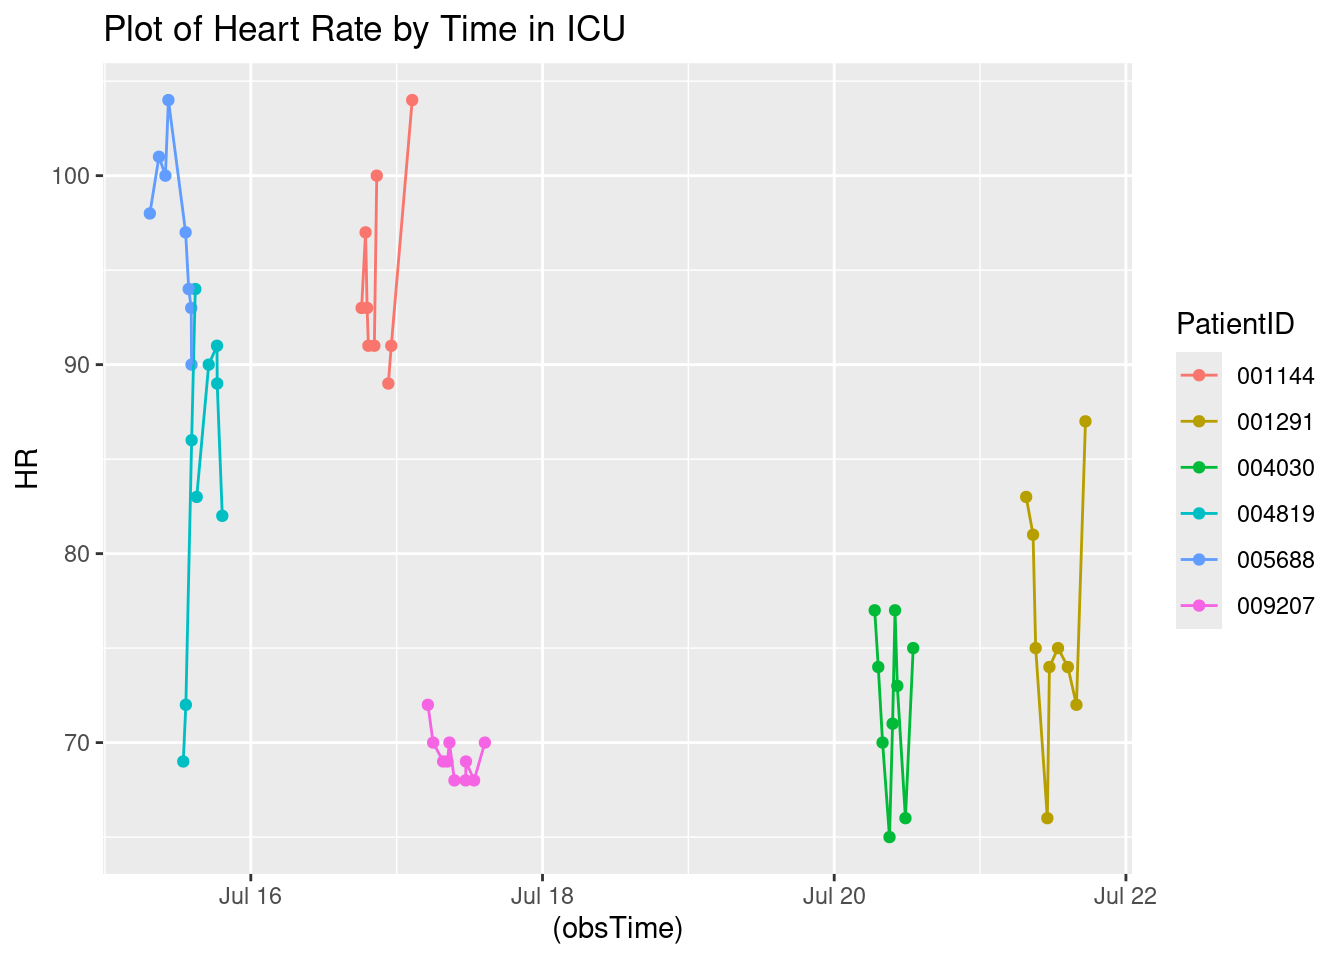 Plot of Heart Rate by Time in ICU
HR
100
90
80
70
Jul 16
Jul 18
Jul 20
Jul 22
(obsTime)
PatientID
001144
001291
004030
004819
005688
009207